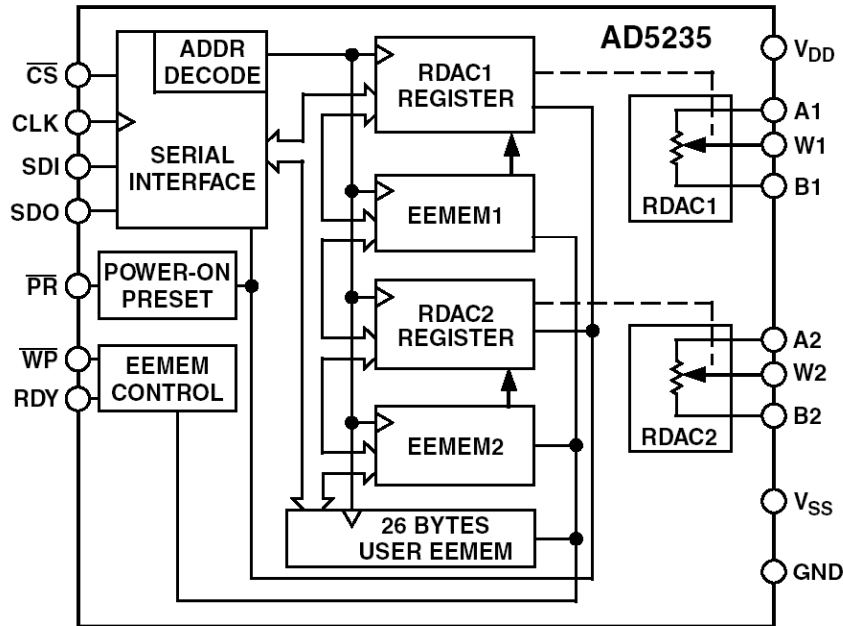 AD5235
ADDR
DECODE
SERIAL
INTERFACE
CS
CLK
SDI
SDO
PR
WP
RDY
POWER-ON
PRESET
EEMEM
CONTROL
RDAC1
REGISTER
EEMEM1
RDAC2
REGISTER
EEMEM2
26 BYTES
USER EEMEM
RDAC1
RDAC2
VDD
A1
W1
B1
A2
W2
B2
VSS
GND